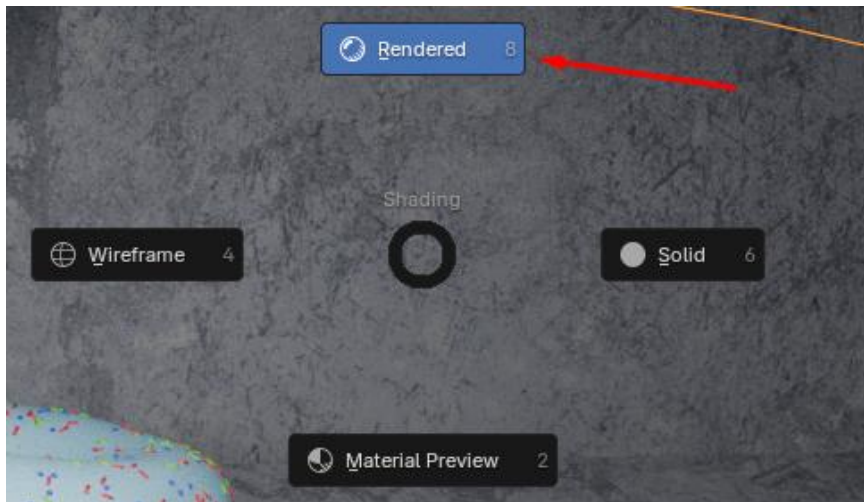 Rendered 8
Shading
Wireframe 4
Solid 6
Material Preview 2